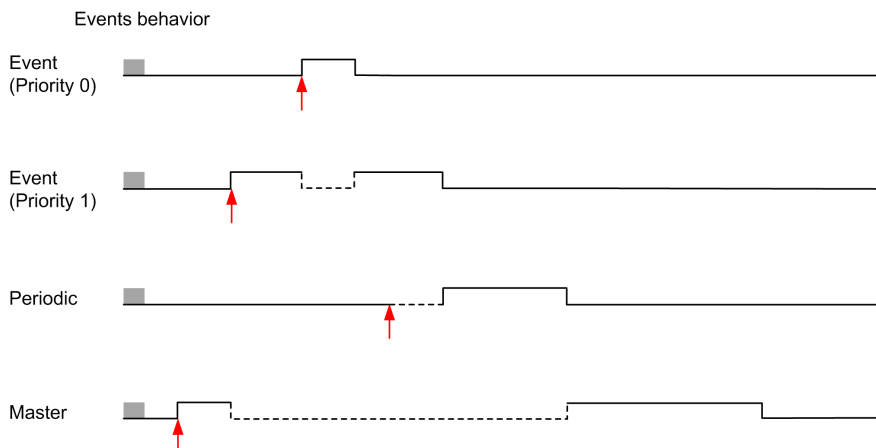 Events behavior
Event
(Priority 0)
Event
(Priority 1)
Periodic
Master